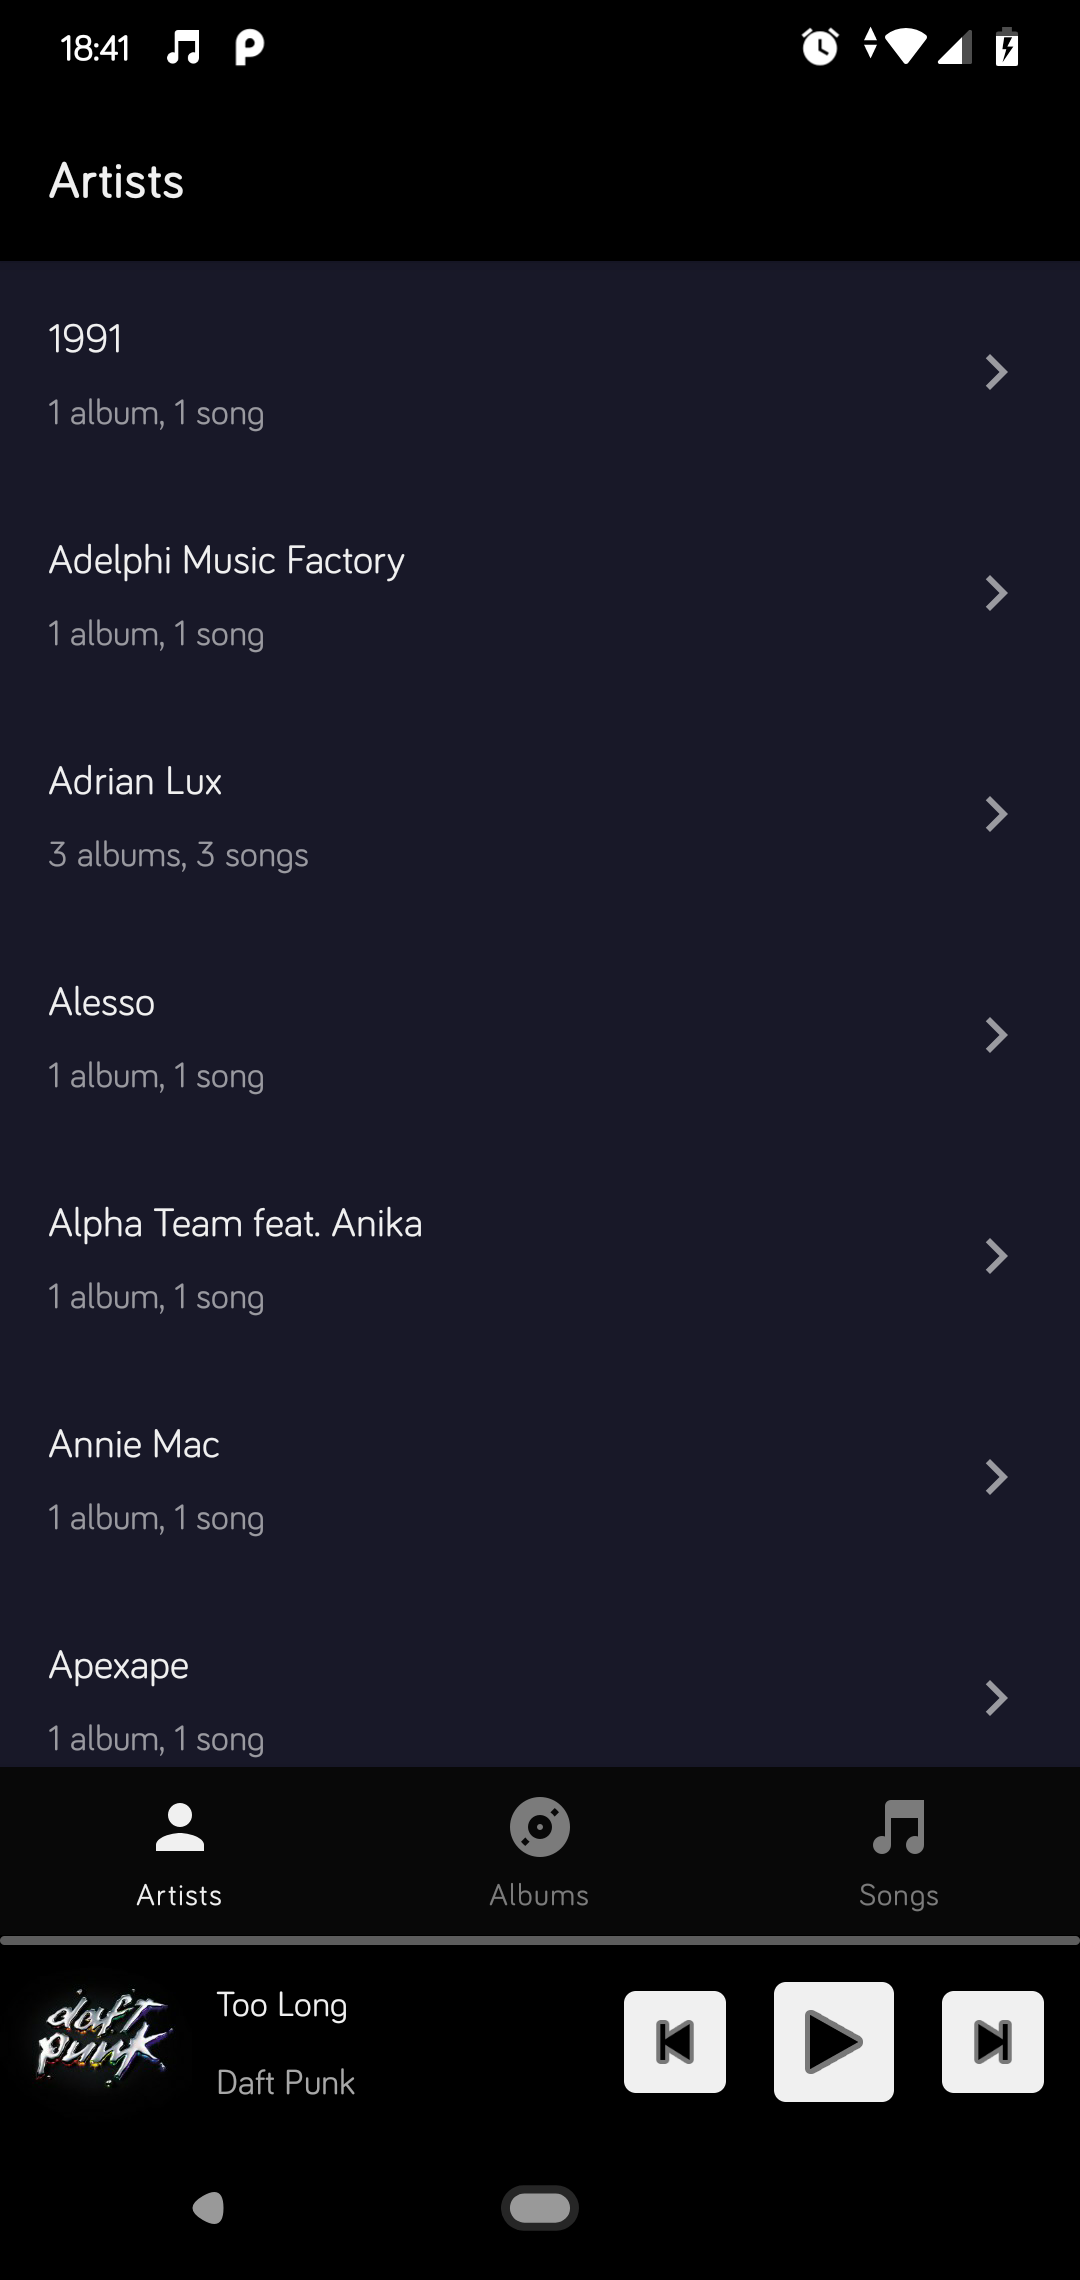 18:41
Artists
1991
1 album, 1 song
Adelphi Music Factory
1 album, 1 song
Adrian Lux
3 albums, 3 songs
Alesso
1 album, 1 song
Alpha Team feat. Anika
1 album, 1 song
Annie Mac
1 album, 1 song
Apexape
1 album, 1 song
Artists
Albums
Songs
daft
punk
Too Long
Daft Punk